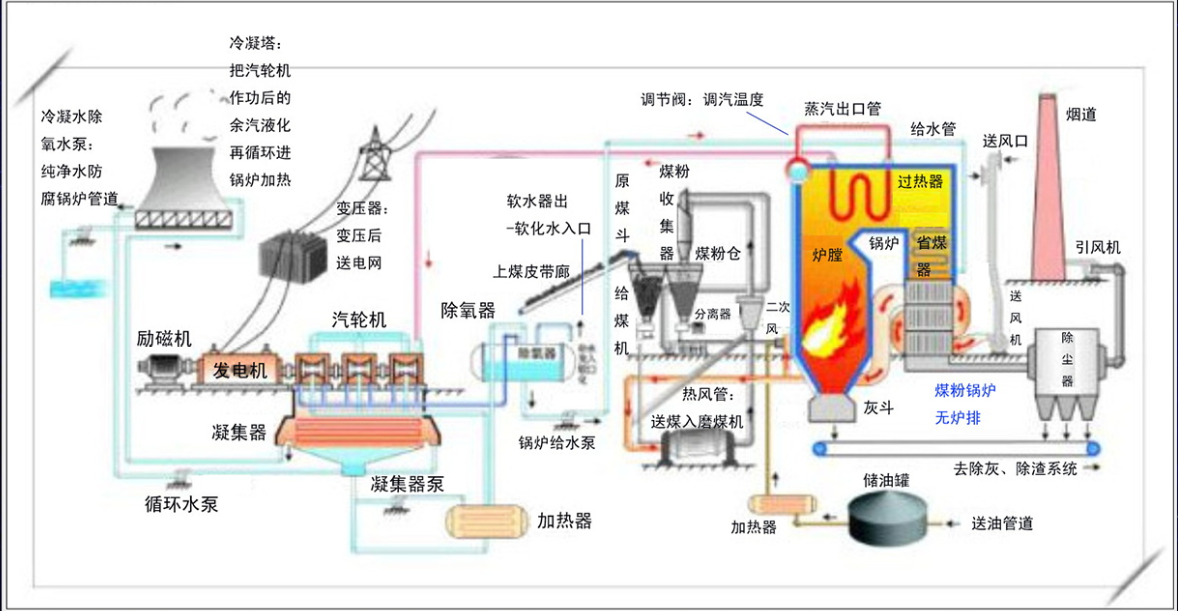 冷凝塔：
把汽轮机
作功后的
余汽液化
再循环进
锅炉加热
冷凝水除
氧水泵：
纯净水防
腐锅炉管道
变压器：
变压后
送电网
励磁机
发电机
汽轮机
凝集器
循环水泵
凝集器泵
加热器
除氧器
除氧器
锅炉给水泵
软水器出
-软化水入口
上煤皮带廊
原煤斗
给煤机
煤粉收集器
煤粉仓
分离器
二次风
热风管：
送煤入磨煤机
调节阀：调汽温度
蒸汽出口管
给水管
过热器
炉膛
锅炉
省煤器
灰斗
送风口
送风机
烟道
引风机
除尘器
煤粉锅炉
无炉排
去除灰、除渣系统
储油罐
加热器
送油管道